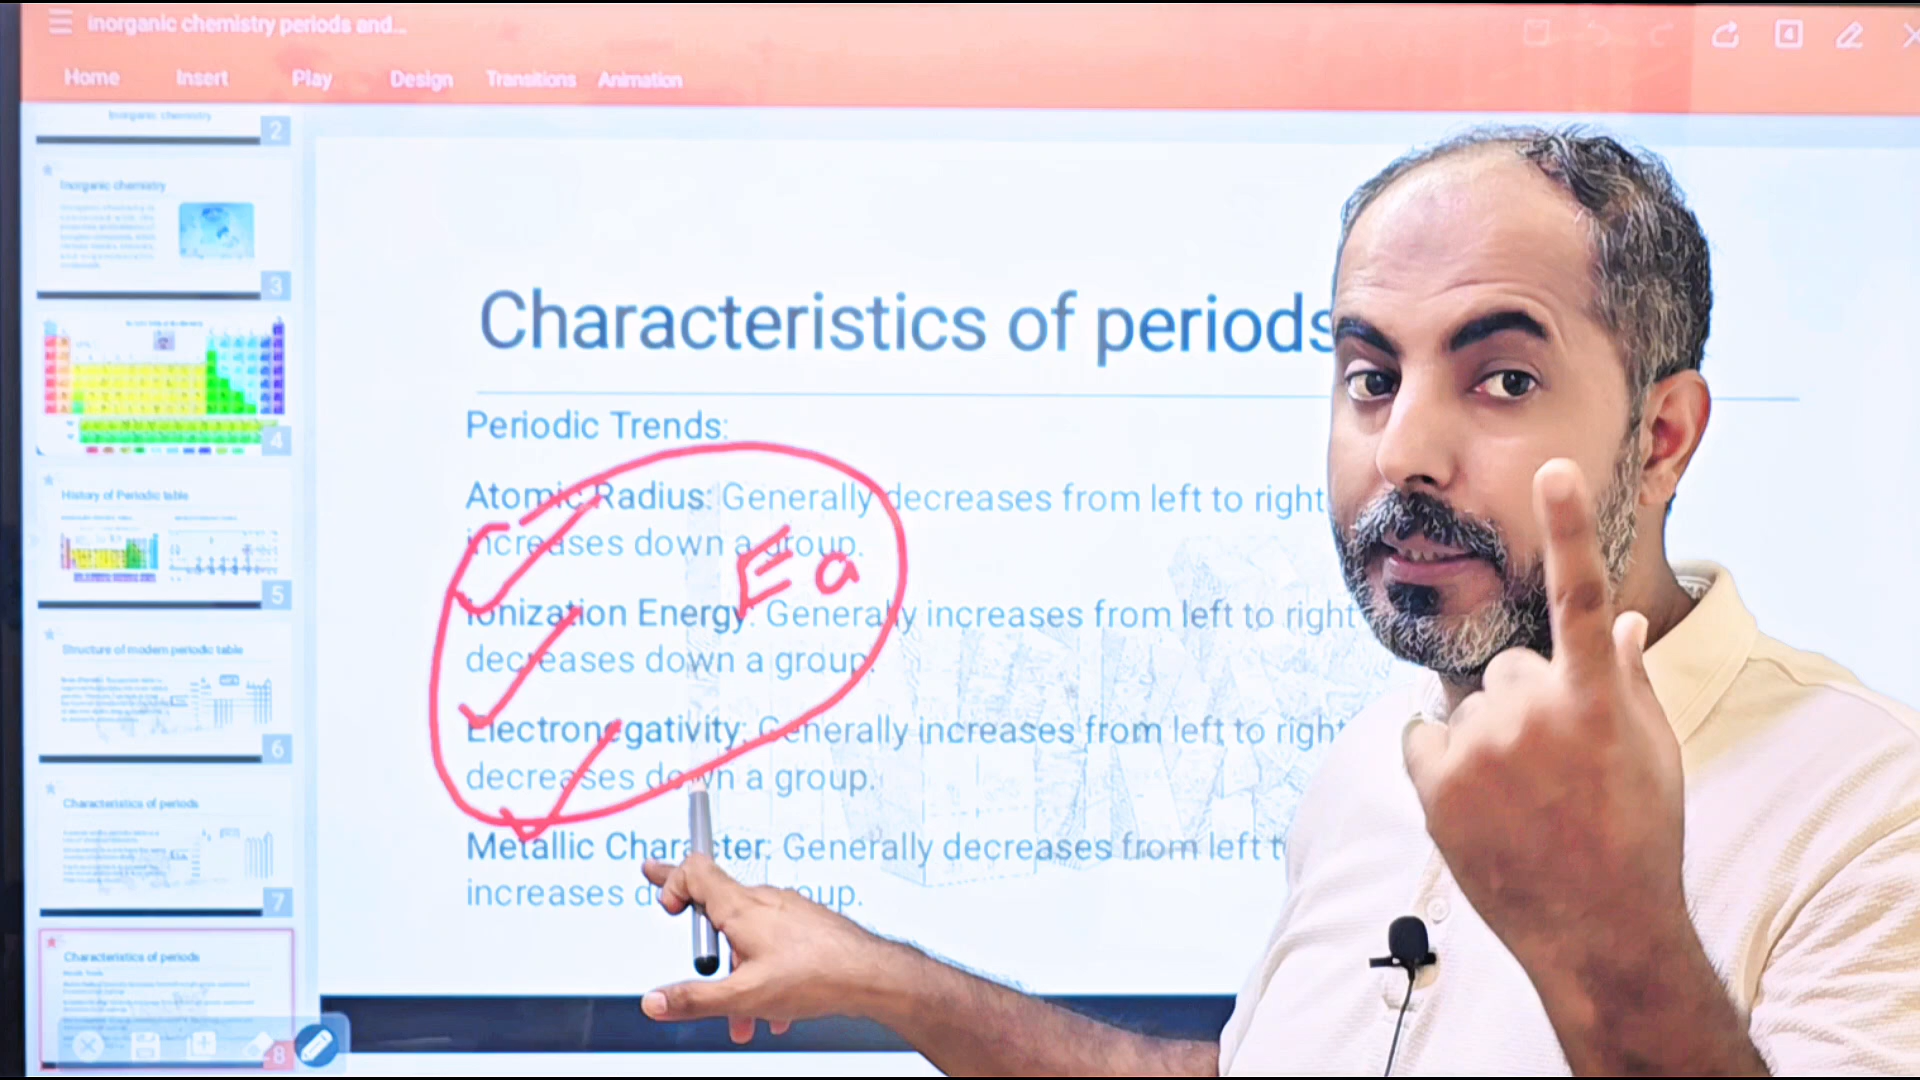 inorganic chemistry periods and...
4
Home Insert Play Design Transitions Animation
Inorganic chemistry
2
Inorganic chemistry
3
4
History of Periodic table
5
Structure of modern periodic table
6
Characteristics of periods
7
Characteristics of periods
8
Characteristics of periods
Periodic Trends:
Atomic Radius: Generally decreases from left to right
increases down a group.
E a
Ionization Energy: Generally increases from left to right
decreases down a group.
Electronegativity: Generally increases from left to right
decreases down a group.
Metallic Character: Generally decreases from left
increases group.